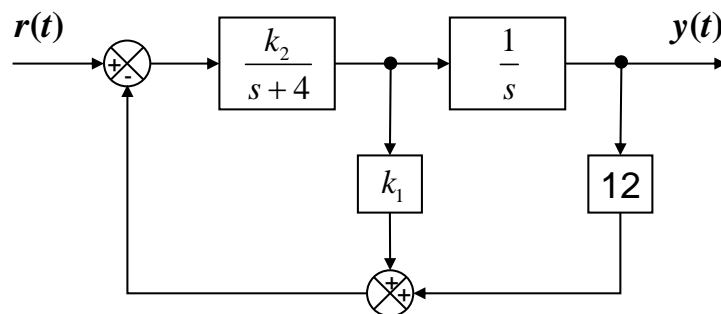 r(t)
y(t)
k₂
s + 4
1
s
+
-
k₁
12
+
+